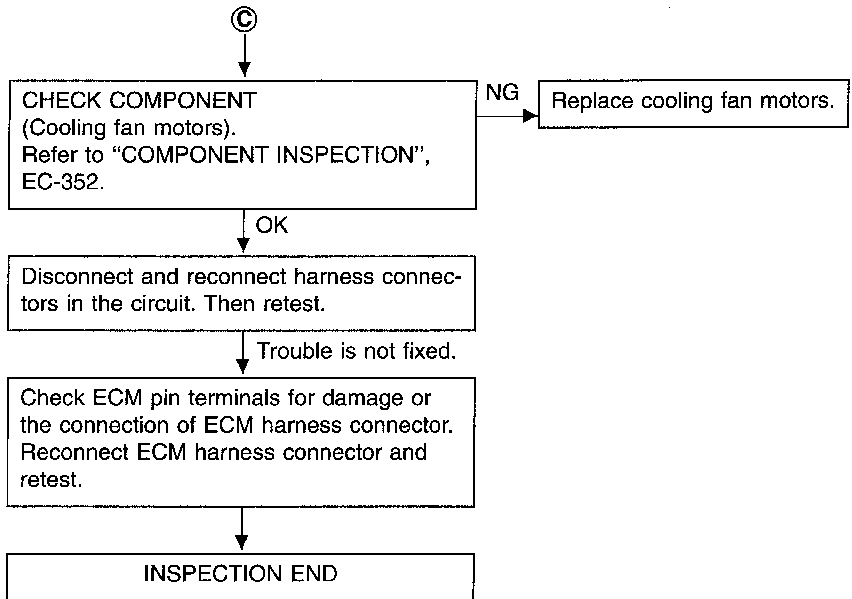 C
CHECK COMPONENT
(Cooling fan motors).
Refer to “COMPONENT INSPECTION”,
EC-352.
NG
Replace cooling fan motors.
OK
Disconnect and reconnect harness connec-
tors in the circuit. Then retest.
Trouble is not fixed.
Check ECM pin terminals for damage or
the connection of ECM harness connector.
Reconnect ECM harness connector and
retest.
INSPECTION END